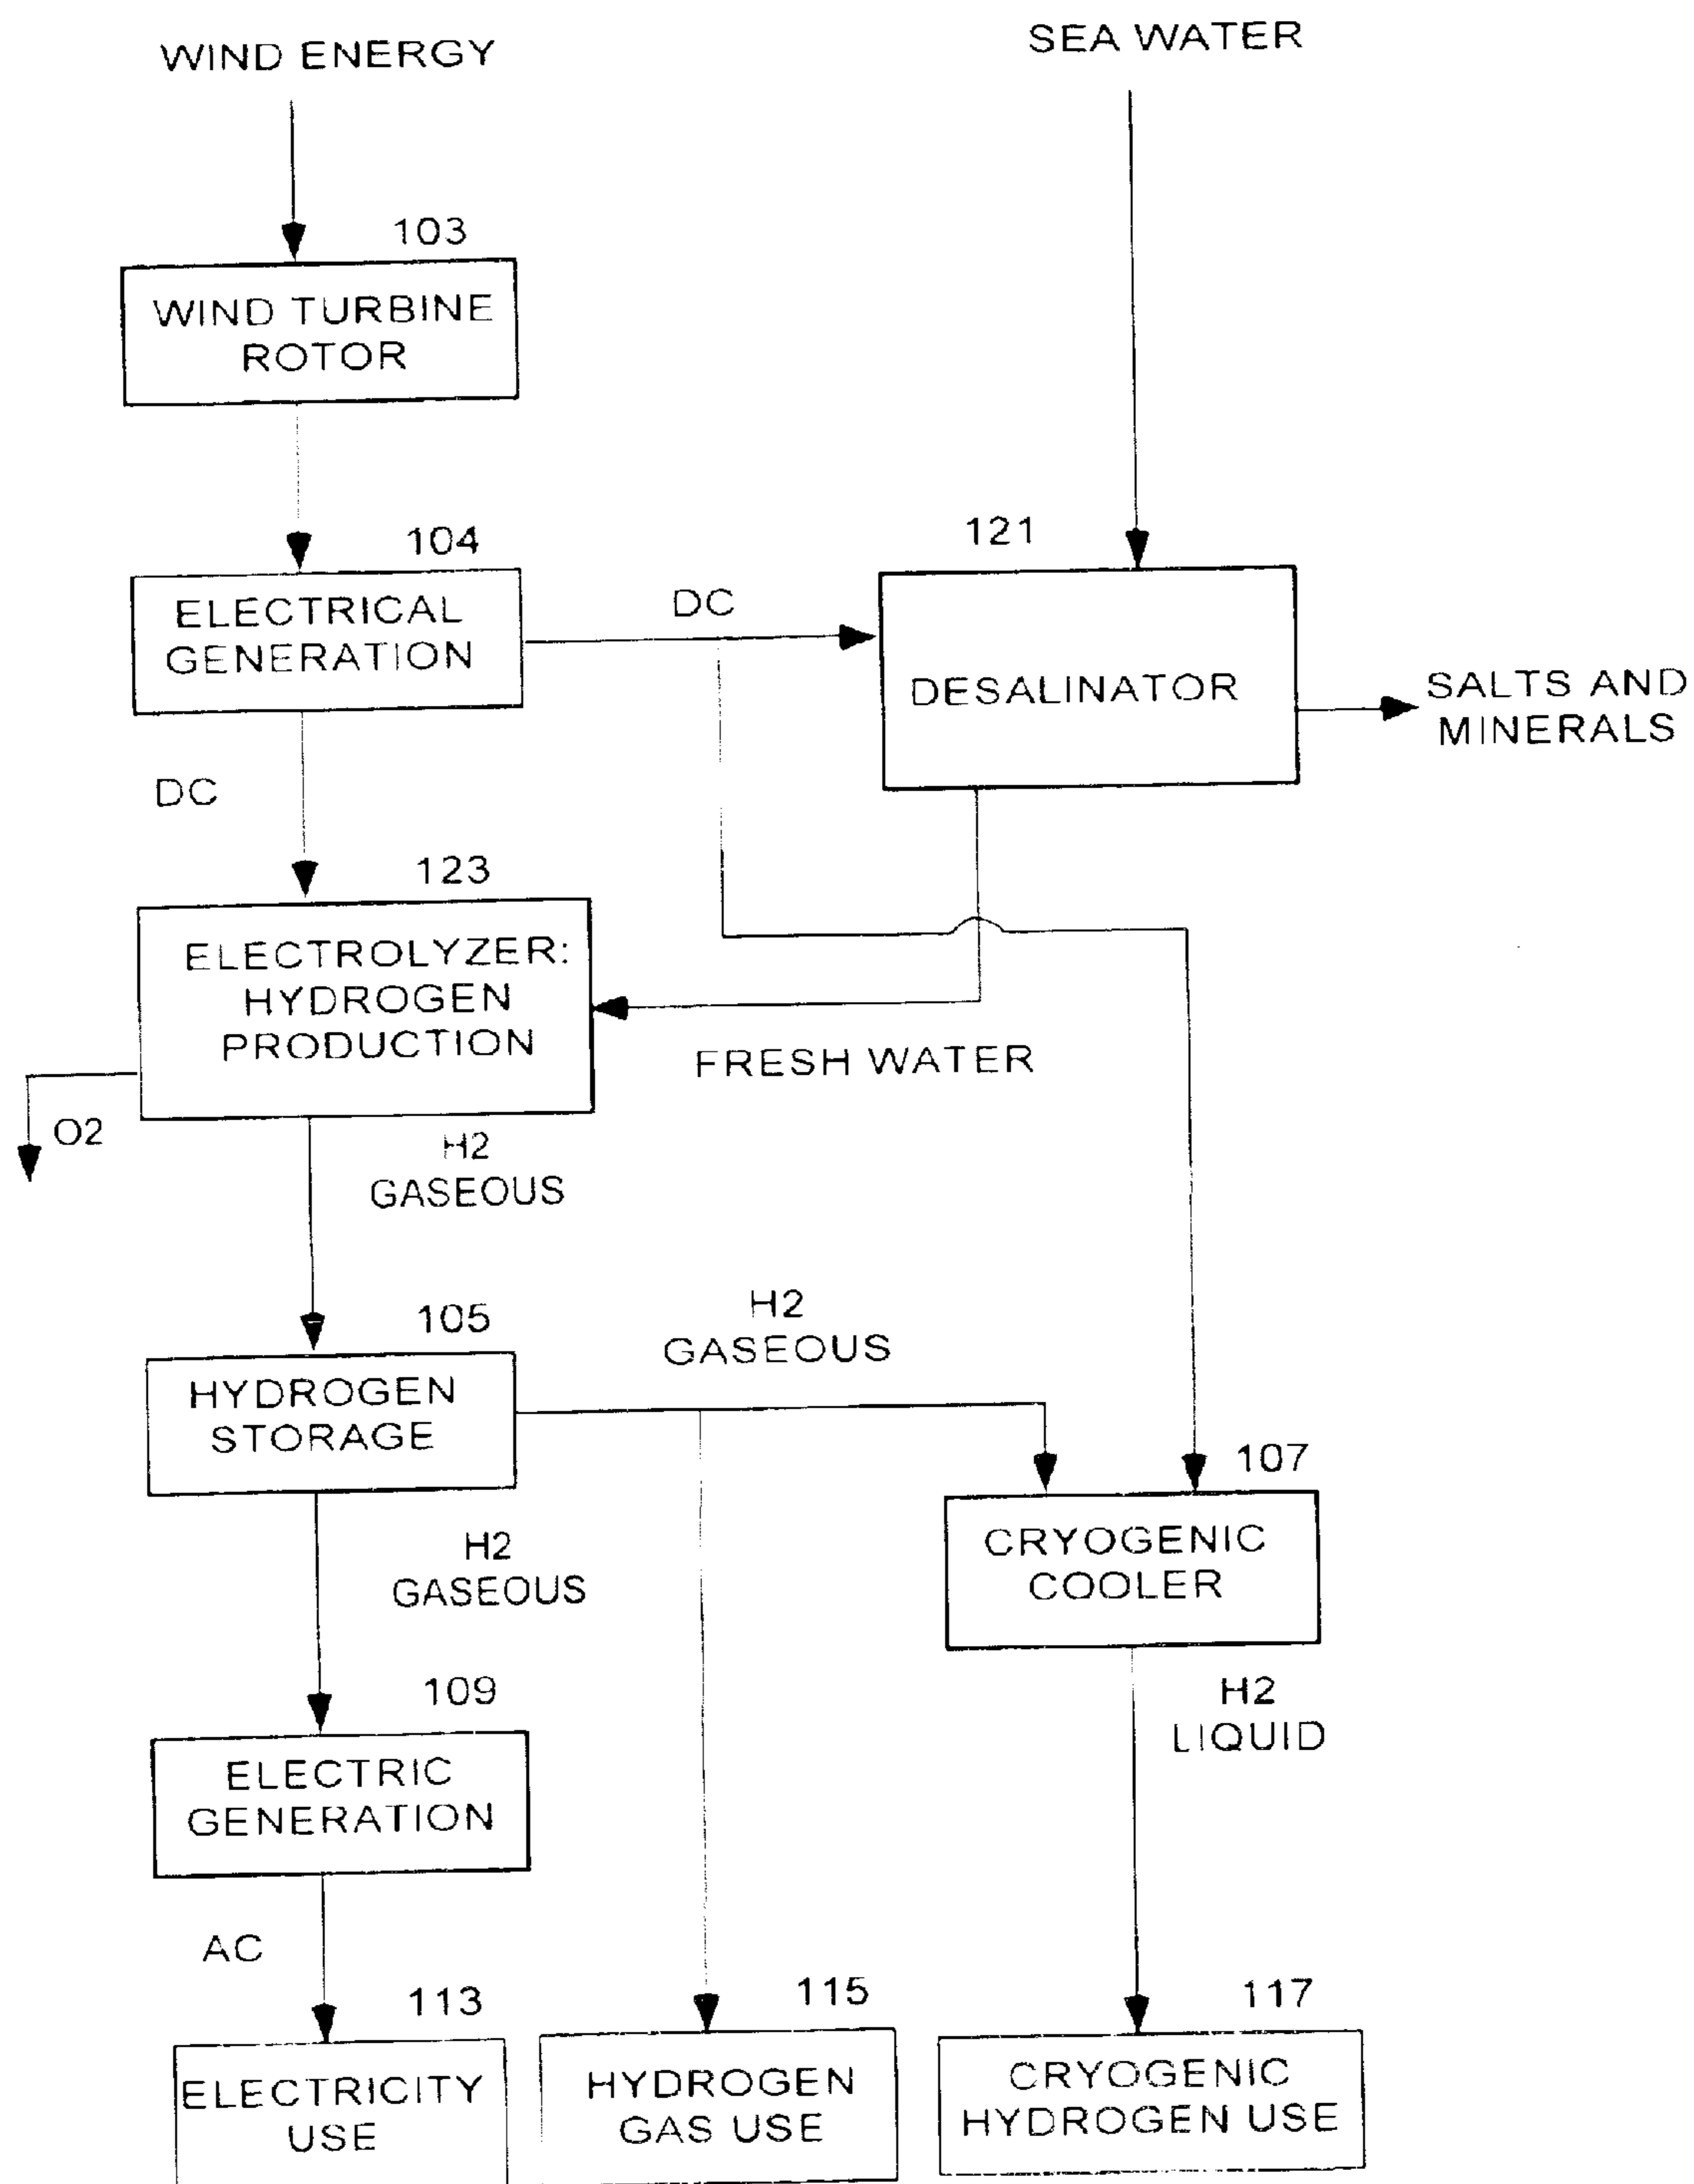 WIND ENERGY
SEA WATER
103
WIND TURBINE
ROTOR
104
ELECTRICAL
GENERATION
DC
121
DESALINATOR
SALTS AND
MINERALS
DC
123
ELECTROLYZER:
HYDROGEN
PRODUCTION
FRESH WATER
O2
H2
GASEOUS
105
HYDROGEN
STORAGE
H2
GASEOUS
107
CRYOGENIC
COOLER
H2
GASEOUS
H2
LIQUID
109
ELECTRIC
GENERATION
AC
113
ELECTRICITY
USE
115
HYDROGEN
GAS USE
117
CRYOGENIC
HYDROGEN USE